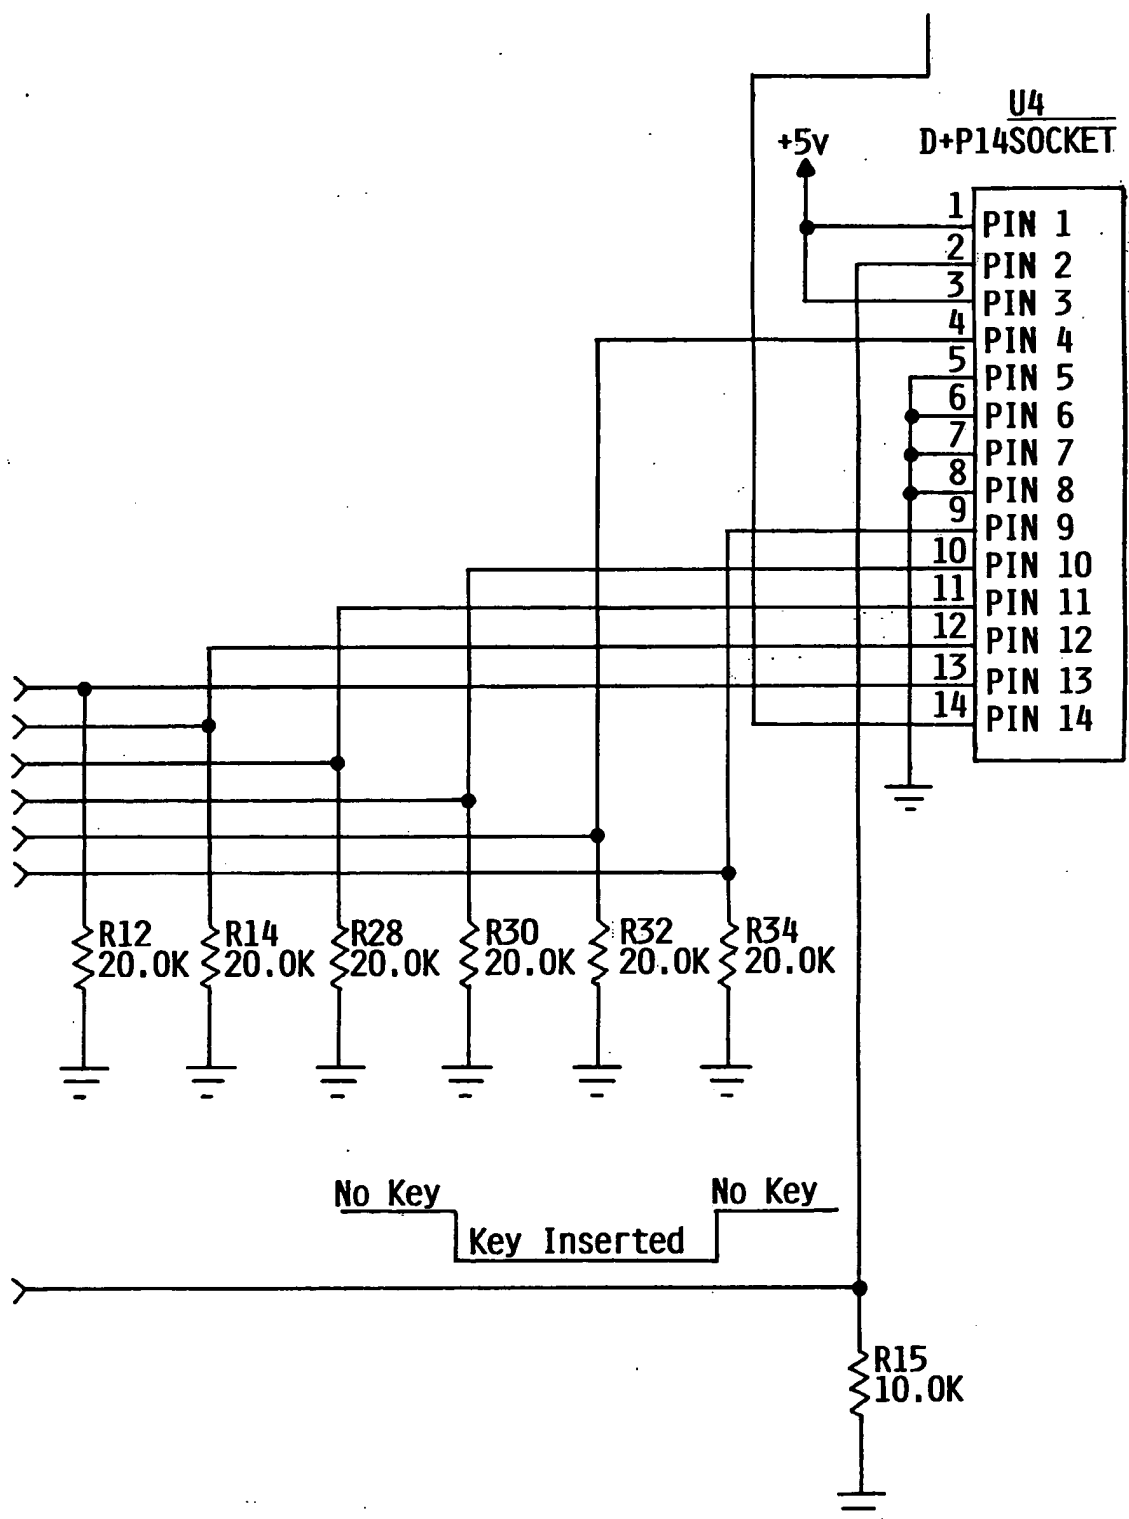 U4
D+P14SOCKET
+5v
1 PIN 1
2 PIN 2
3 PIN 3
4 PIN 4
5 PIN 5
6 PIN 6
7 PIN 7
8 PIN 8
9 PIN 9
10 PIN 10
11 PIN 11
12 PIN 12
13 PIN 13
14 PIN 14
R12
20.0K
R14
20.0K
R28
20.0K
R30
20.0K
R32
20.0K
R34
20.0K
No Key
Key Inserted
No Key
R15
10.0K